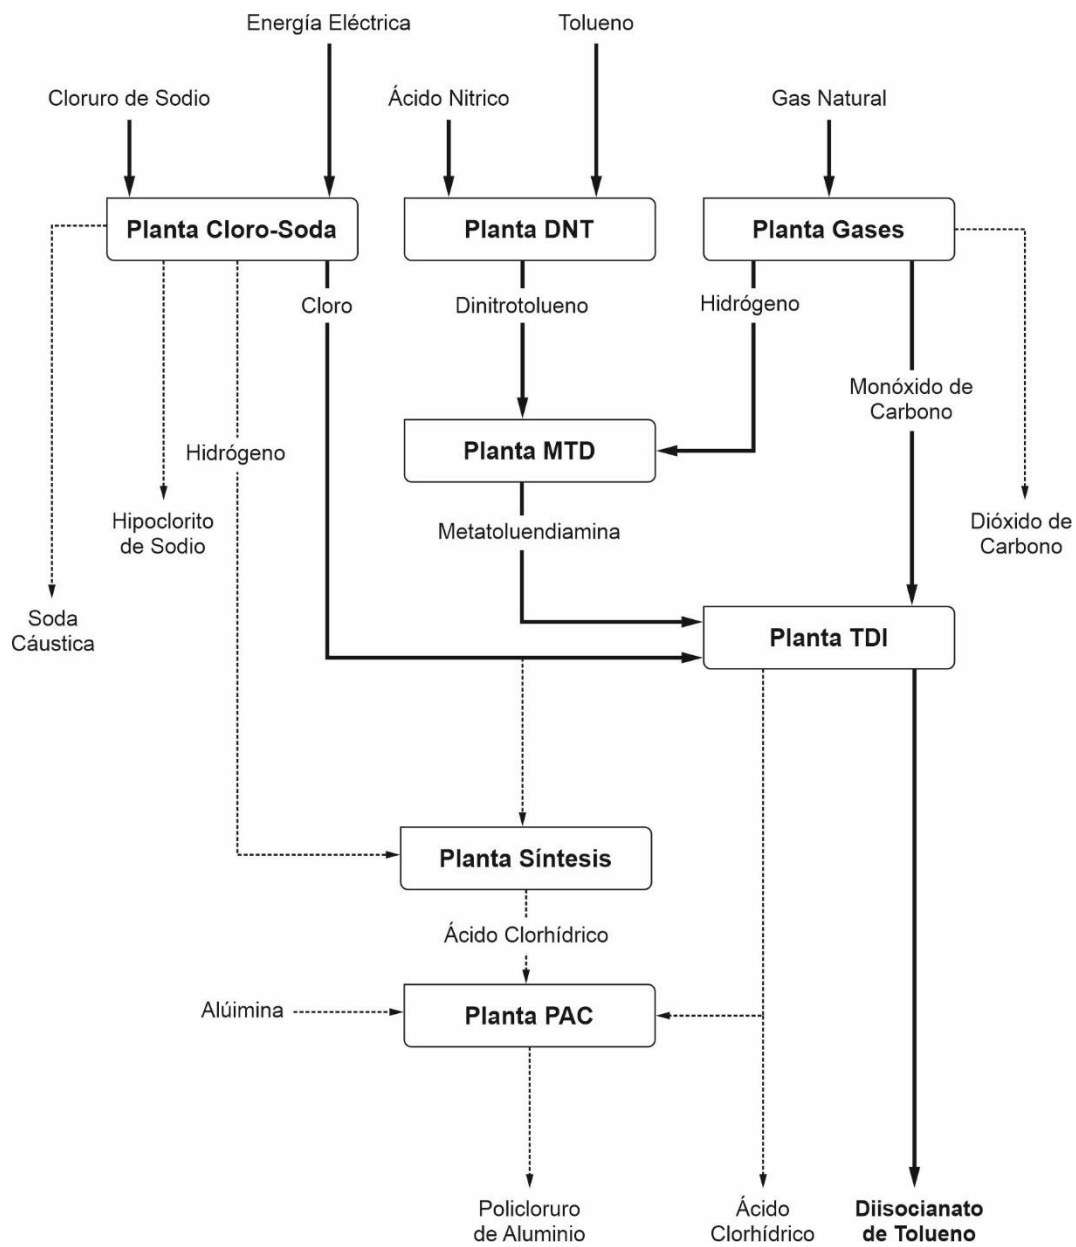 Energía Eléctrica
Tolueno
Cloruro de Sodio
Ácido Nitrico
Gas Natural
Planta Cloro-Soda
Planta DNT
Planta Gases
Cloro
Dinitrotolueno
Hidrógeno
Monóxido de
Carbono
Hidrógeno
Planta MTD
Hipoclorito
de Sodio
Metatoluendiamina
Dióxido de
Carbono
Soda
Cáustica
Planta TDI
Planta Síntesis
Ácido Clorhídrico
Alúimina
Planta PAC
Policloruro
de Aluminio
Ácido
Clorhídrico
Diisocianato
de Tolueno